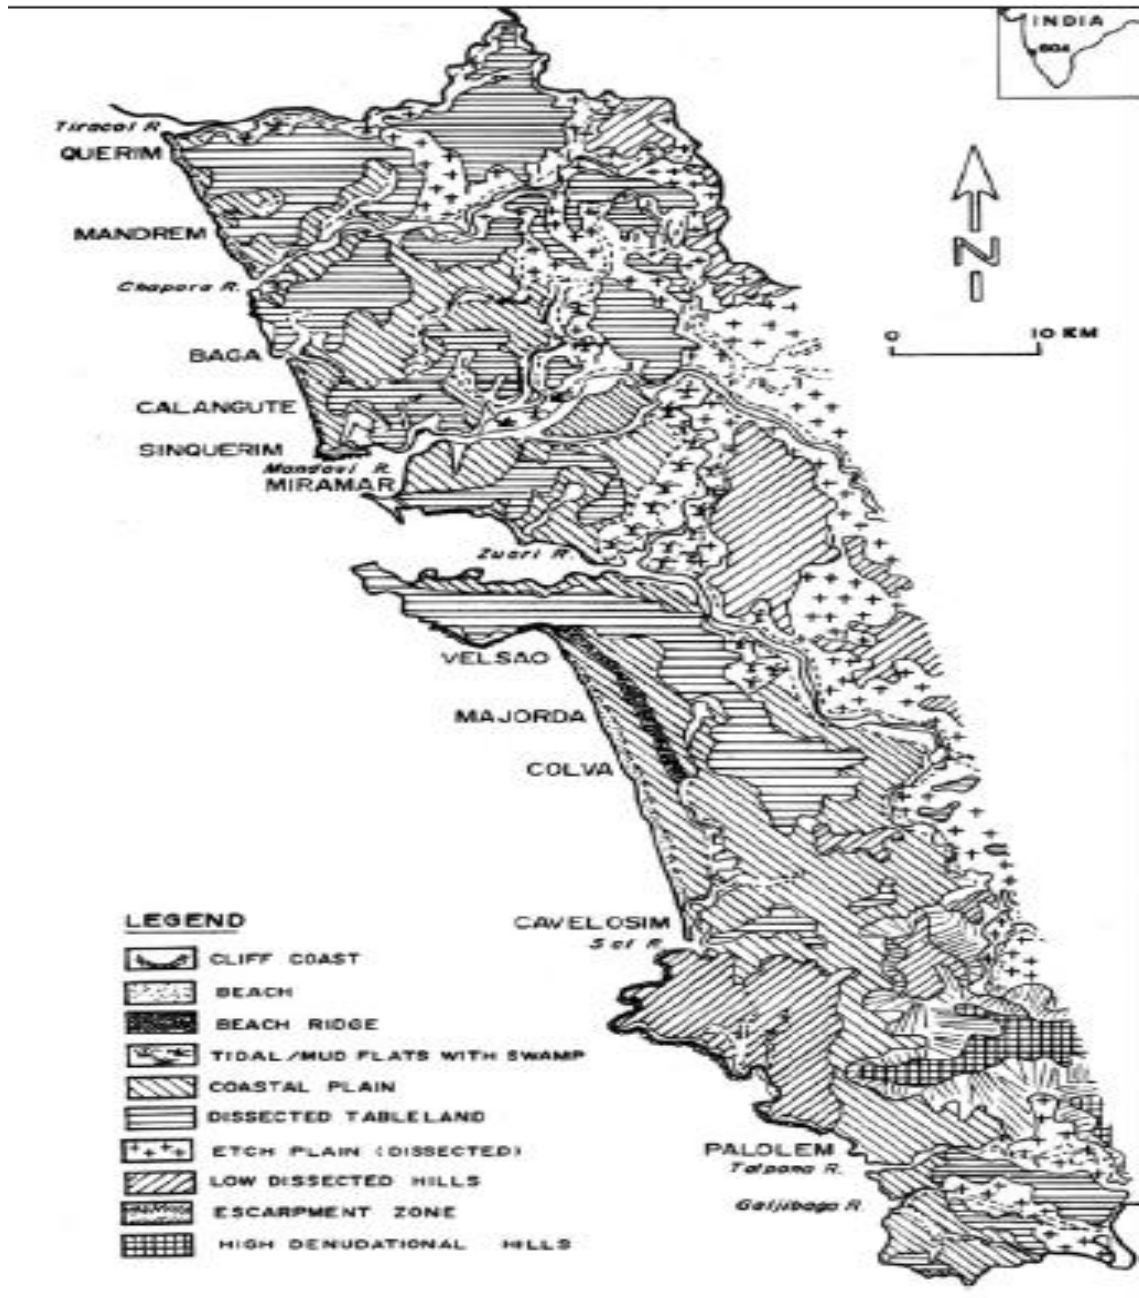 INDIA
GOA
Tiracol R.
QUERIM
MANDREM
Chapora R.
N
0 10 KM
BAGA
CALANGUTE
SINQUERIM
Mandovi R.
MIRAMAR
Zuari R
VELSAO
MAJORDA
COLVA
CAVELOSIM
Sal R.
PALOLEM
Talpona R.
Galjibaga R.
LEGEND
CLIFF COAST
BEACH
BEACH RIDGE
TIDAL/MUD FLATS WITH SWAMP
COASTAL PLAIN
DISSECTED TABLELAND
ETCH PLAIN (DISSECTED)
LOW DISSECTED HILLS
ESCARPMENT ZONE
HIGH DENUDATIONAL HILLS